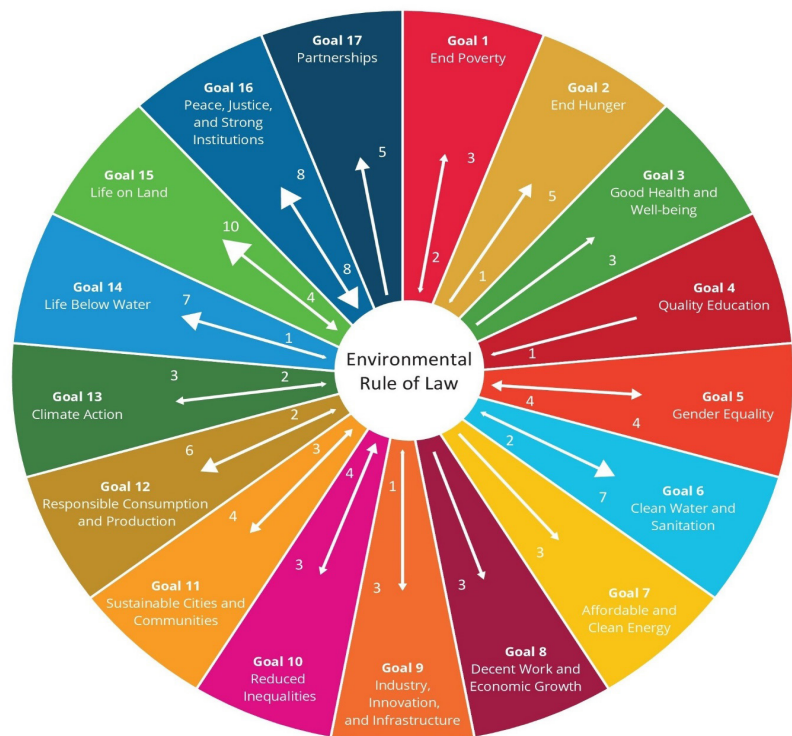 Goal 1
End Poverty
3
2
Goal 2
End Hunger
5
1
Goal 3
Good Health and
Well-being
3
Goal 4
Quality Education
1
Goal 5
Gender Equality
4
4
Goal 6
Clean Water and
Sanitation
2
7
Goal 7
Affordable and
Clean Energy
3
Goal 8
Decent Work and
Economic Growth
3
Goal 9
Industry,
Innovation,
and Infrastructure
1
3
Goal 10
Reduced
Inequalities
4
3
Goal 11
Sustainable Cities and
Communities
3
4
Goal 12
Responsible Consumption
and Production
2
6
Goal 13
Climate Action
3
2
Goal 14
Life Below Water
7
1
Goal 15
Life on Land
10
4
Goal 16
Peace, Justice,
and Strong
Institutions
8
8
Goal 17
Partnerships
5
Environmental
Rule of Law